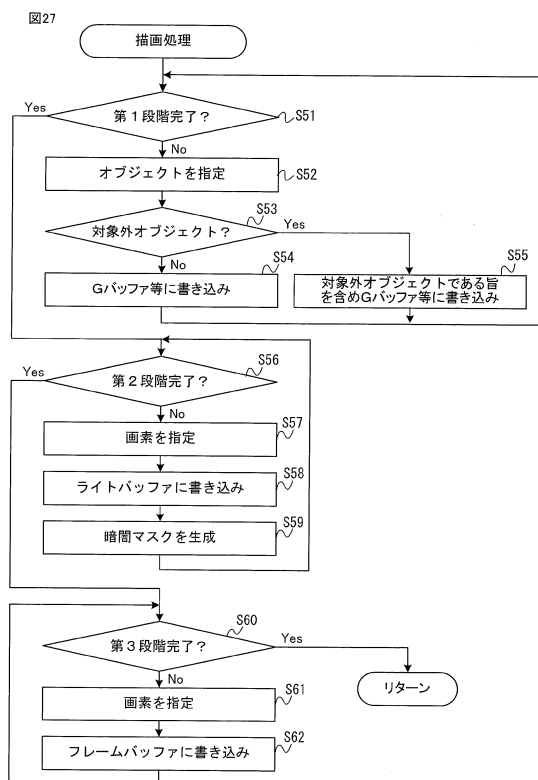 図27
描画処理
第1段階完了？
Yes
S51
No
オブジェクトを指定
S52
対象外オブジェクト？
S53
Yes
No
Gバッファ等に書き込み
S54
対象外オブジェクトである旨
を含めGバッファ等に書き込み
S55
第2段階完了？
Yes
S56
No
画素を指定
S57
ライトバッファに書き込み
S58
暗闇マスクを生成
S59
第3段階完了？
S60
Yes
リターン
No
画素を指定
S61
フレームバッファに書き込み
S62